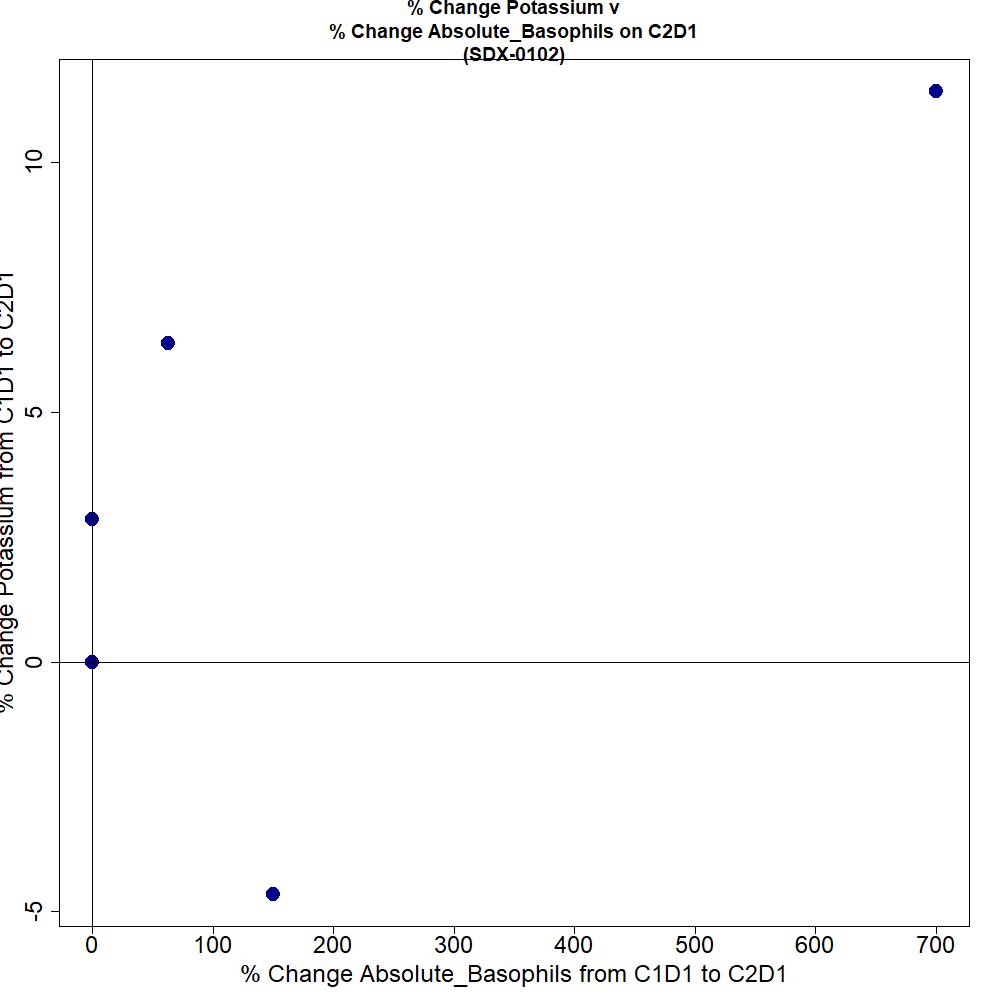 % Change Potassium v
% Change Absolute_Basophils on C2D1
(SDX-0102)
% Change Potassium from C1D1 to C2D1
10
5
0
-5
0 100 200 300 400 500 600 700
% Change Absolute_Basophils from C1D1 to C2D1